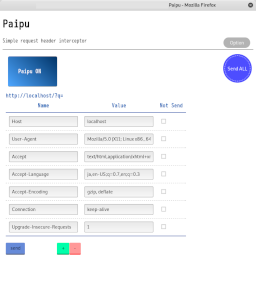 Paipu - Mozilla Firefox
Paipu
Simple request header interceptor
Option
Paipu ON
Send ALL
http://localhost/?q=
Name Value Not Send
Host localhost
User-Agent Mozilla/5.0 (X11; Linux x86_64
Accept text/html,application/xhtml+x
Accept-Language ja,en-US;q=0.7,en;q=0.3
Accept-Encoding gzip, deflate
Connection keep-alive
Upgrade-Insecure-Requests 1
+ -